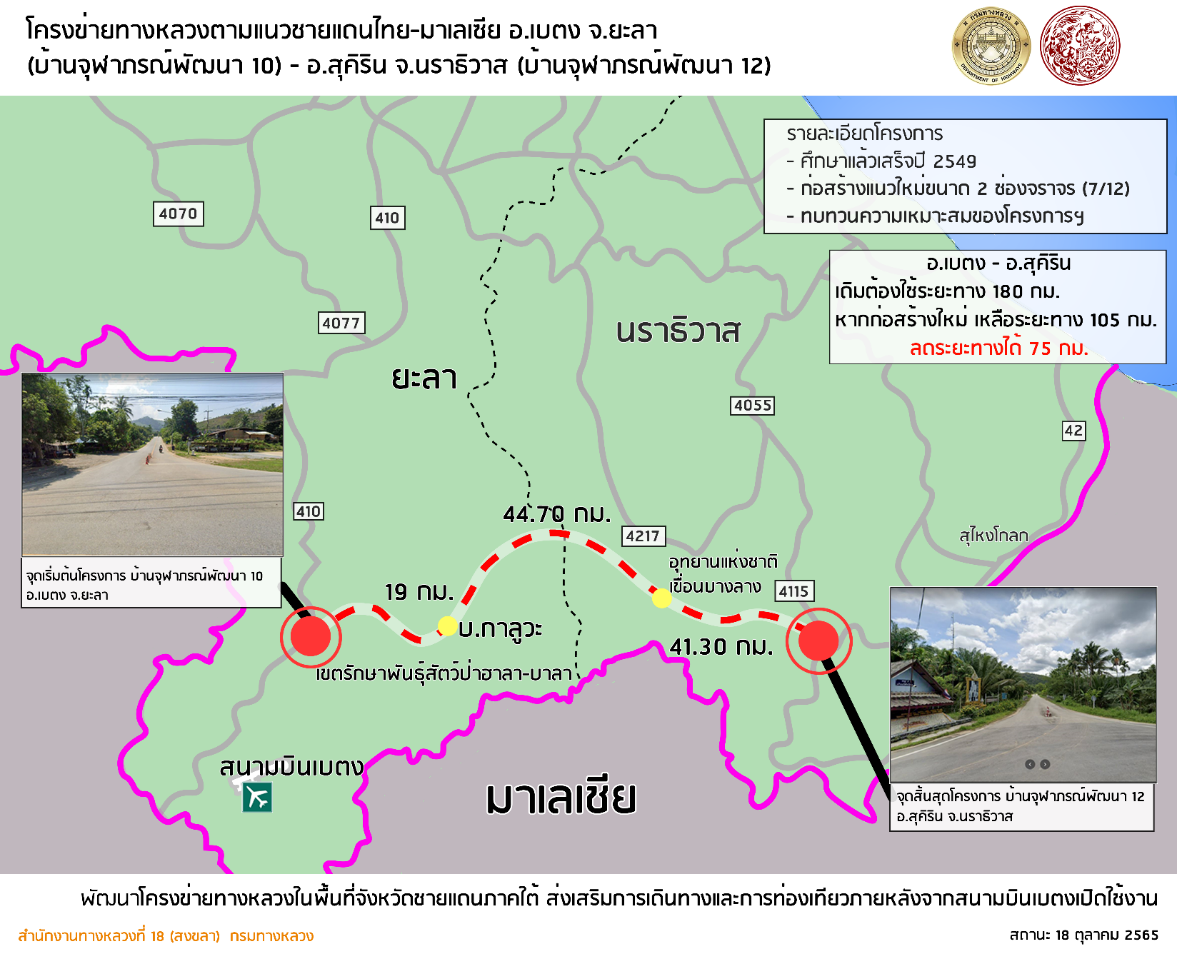 โครงข่ายทางหลวงตามแนวชายแดนไทย-มาเลเซีย อ.เบตง จ.ยะลา
(บ้านจุฬาภรณ์พัฒนา 10) - อ.สุคิริน จ.นราธิวาส (บ้านจุฬาภรณ์พัฒนา 12)
กรมทางหลวง
DEPARTMENT OF HIGHWAYS
รายละเอียดโครงการ
- ศึกษาแล้วเสร็จปี 2549
- ก่อสร้างแนวใหม่ขนาด 2 ช่องจราจร (7/12)
- ทบทวนความเหมาะสมของโครงการฯ
อ.เบตง - อ.สุคิริน
เดิมต้องใช้ระยะทาง 180 กม.
หากก่อสร้างใหม่ เหลือระยะทาง 105 กม.
ลดระยะทางได้ 75 กม.
4070
410
4077
นราธิวาส
ยะลา
4055
42
410
44.70 กม.
4217
สุไหงโกลก
อุทยานแห่งชาติ
เขื่อนบางลาง
จุดเริ่มต้นโครงการ บ้านจุฬาภรณ์พัฒนา 10
อ.เบตง จ.ยะลา
19 กม.
4115
บ.กาลูวะ
41.30 กม.
เขตรักษาพันธุ์สัตว์ป่าฮาลา-บาลา
สนามบินเบตง
มาเลเซีย
จุดสิ้นสุดโครงการ บ้านจุฬาภรณ์พัฒนา 12
อ.สุคิริน จ.นราธิวาส
พัฒนาโครงข่ายทางหลวงในพื้นที่จังหวัดชายแดนภาคใต้ ส่งเสริมการเดินทางและการท่องเที่ยวภายหลังจากสนามบินเบตงเปิดใช้งาน
สำนักงานทางหลวงที่ 18 (สงขลา) กรมทางหลวง
สถานะ 18 ตุลาคม 2565